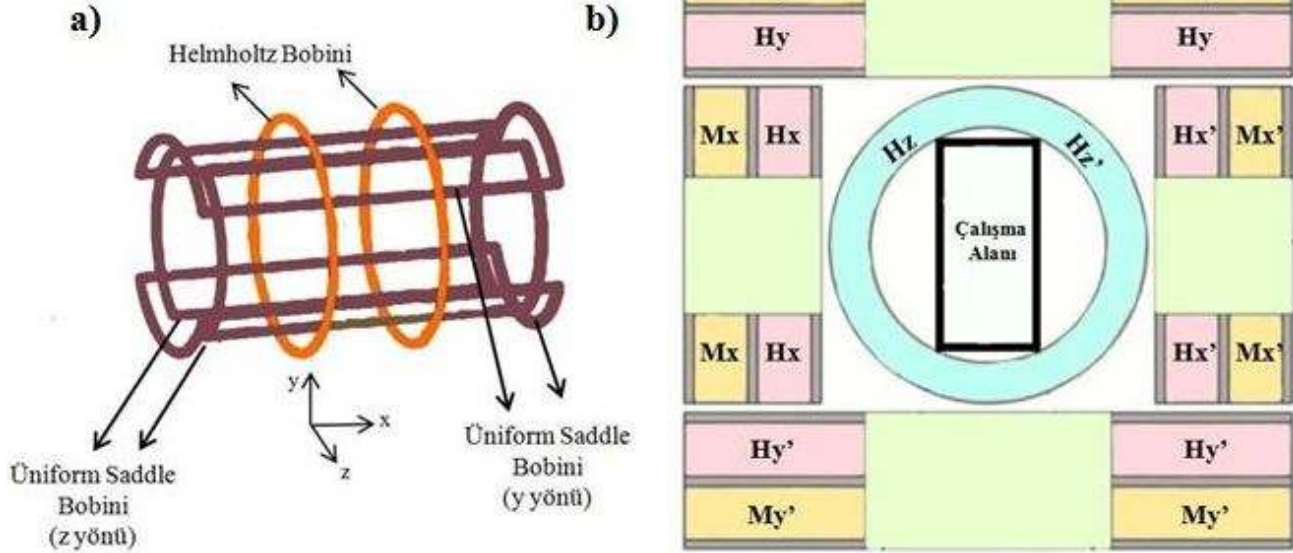 a)
Helmholtz Bobini
y
x
z
Üniform Saddle
Bobini
(z yönü)
Üniform Saddle
Bobini
(y yönü)
b)
Hy
Hy
Mx
Hx
Hz
Hz’
Hx’
Mx’
Çalışma
Alanı
Mx
Hx
Hx’
Mx’
Hy’
Hy’
My’
My’